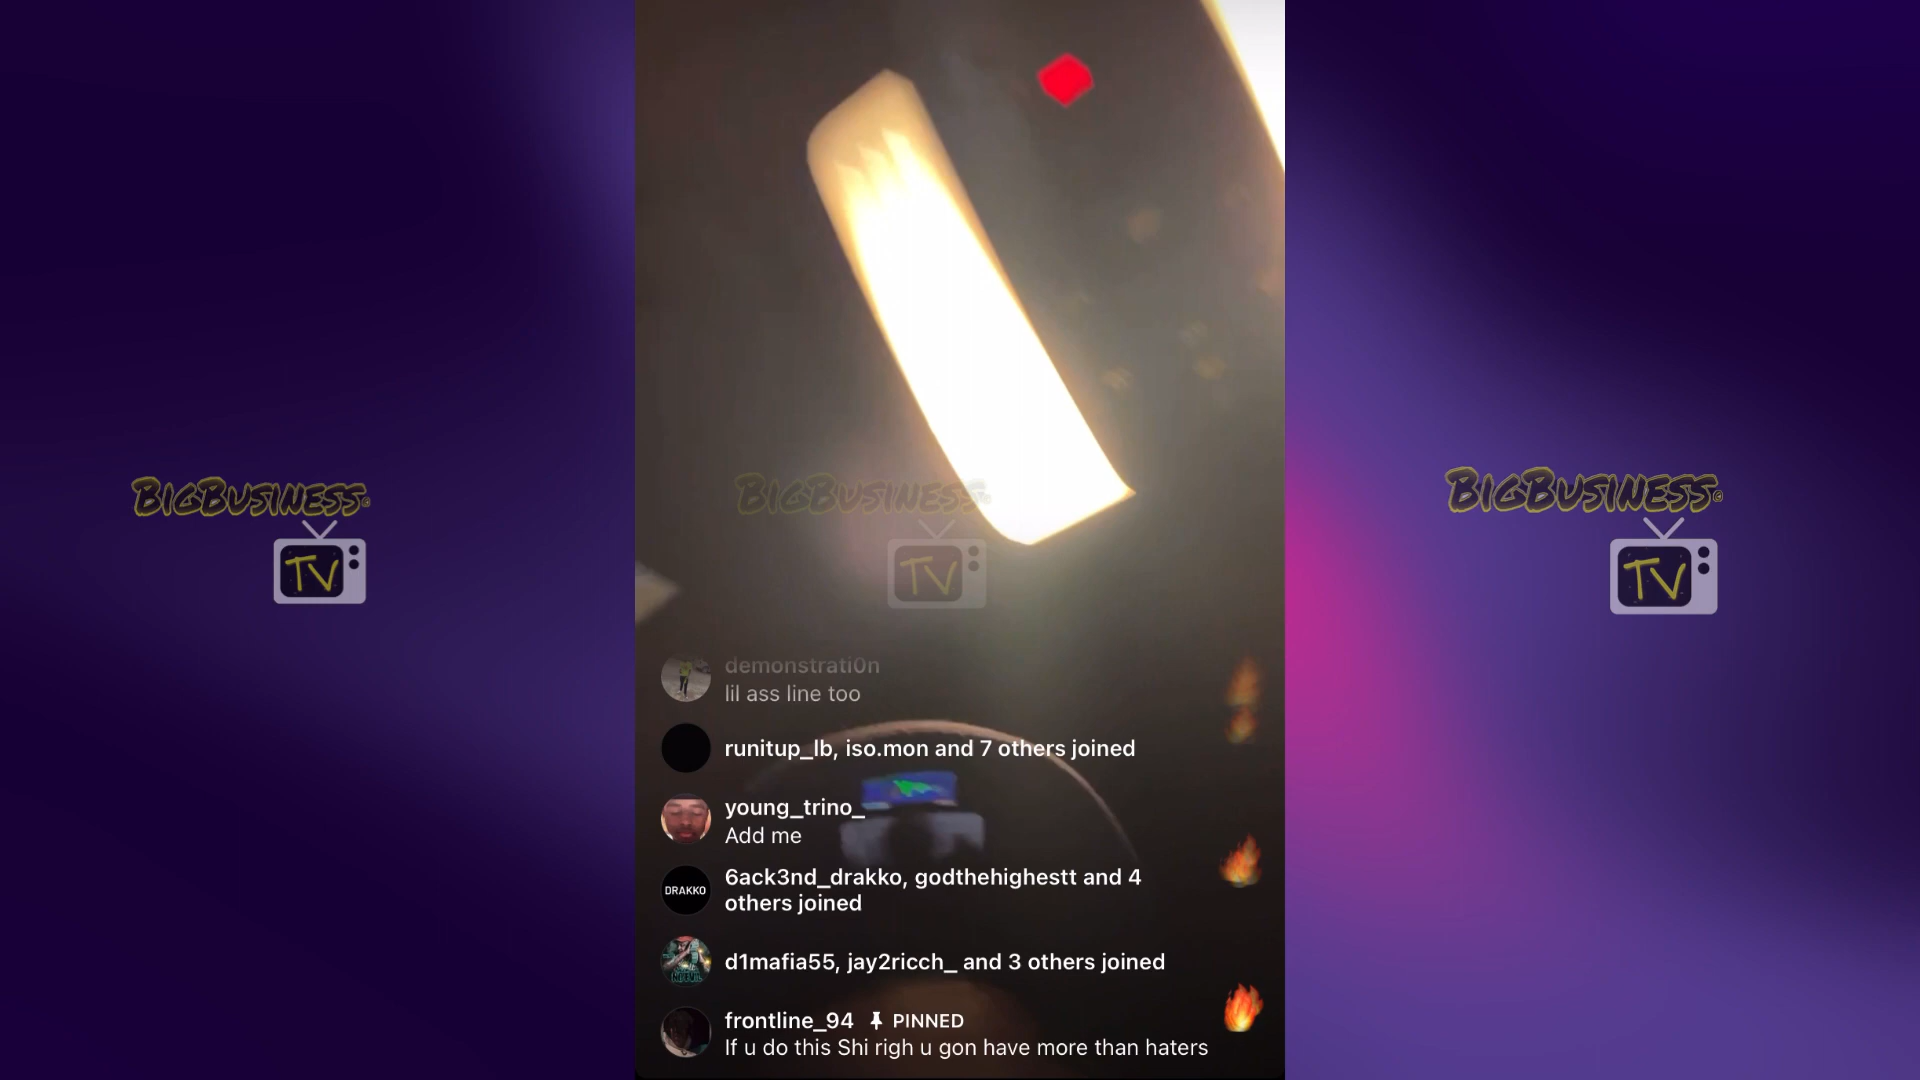 BIGBUSINESS
TV
BIGBUSINESS
TV
BIGBUSINESS
TV
demonstrati0n
lil ass line too
runitup_lb, iso.mon and 7 others joined
young_trino_
Add me
6ack3nd_drakko, godthehighestt and 4
others joined
DRAKKO
d1mafia55, jay2ricch_ and 3 others joined
frontline_94 PINNED
If u do this Shi righ u gon have more than haters